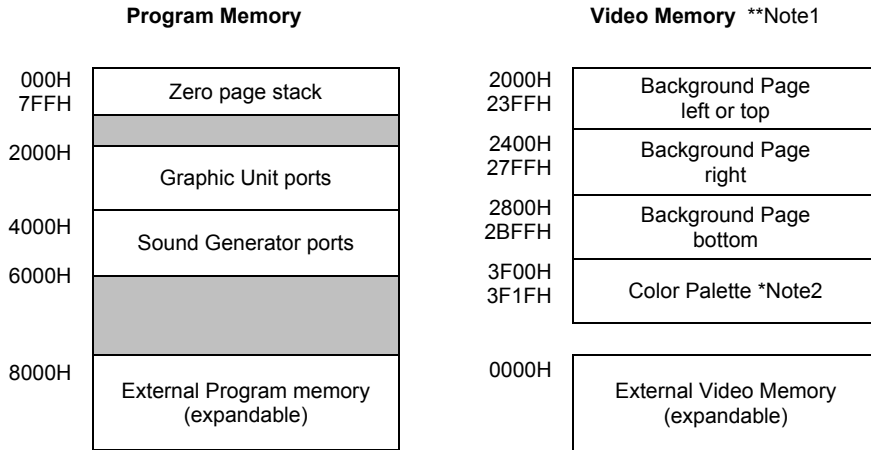 Program Memory
000H
7FFH
Zero page stack
2000H
Graphic Unit ports
4000H
Sound Generator ports
6000H
8000H
External Program memory
(expandable)
Video Memory **Note1
2000H
23FFH
Background Page
left or top
2400H
27FFH
Background Page
right
2800H
2BFFH
Background Page
bottom
3F00H
3F1FH
Color Palette *Note2
0000H
External Video Memory
(expandable)